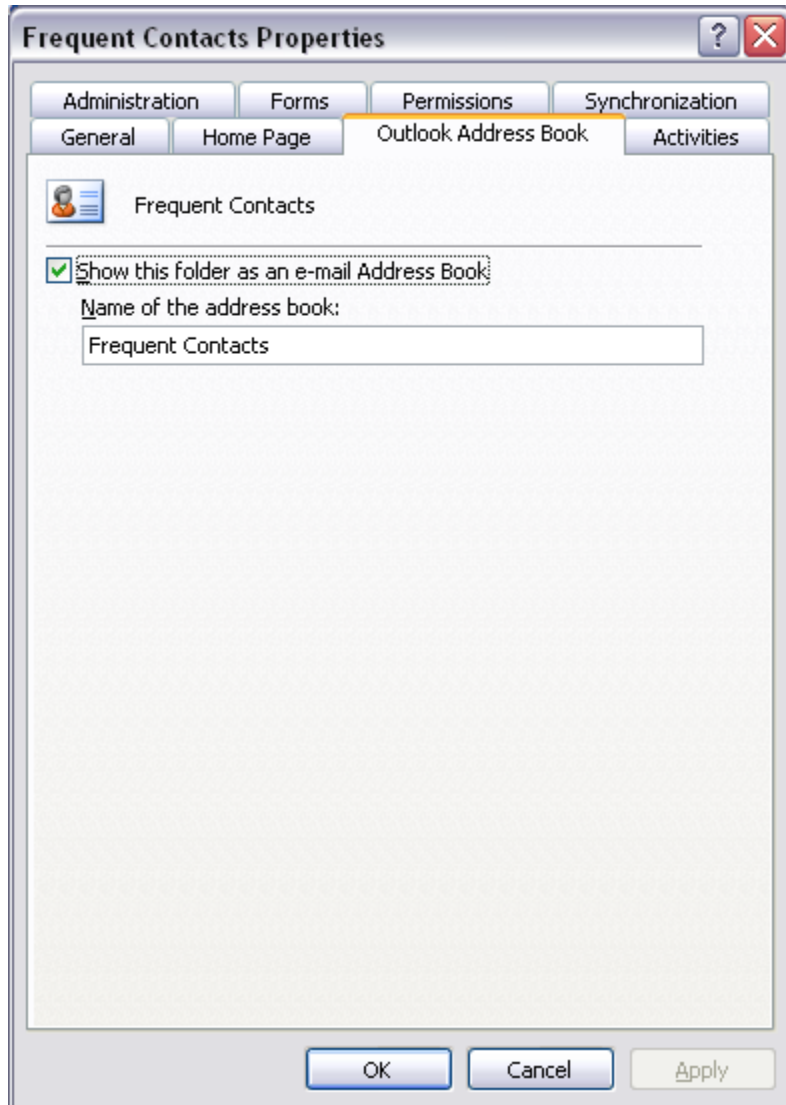 Frequent Contacts Properties
Administration Forms Permissions Synchronization
General Home Page Outlook Address Book Activities
Frequent Contacts
Show this folder as an e-mail Address Book
Name of the address book:
Frequent Contacts
OK Cancel Apply